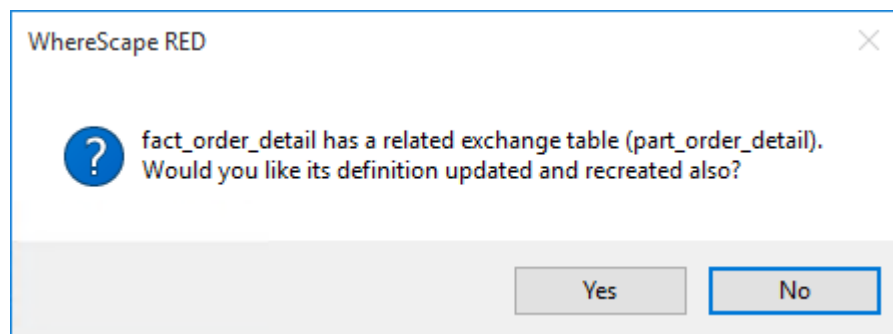 WhereScape RED
fact_order_detail has a related exchange table (part_order_detail).
Would you like its definition updated and recreated also?
Yes
No